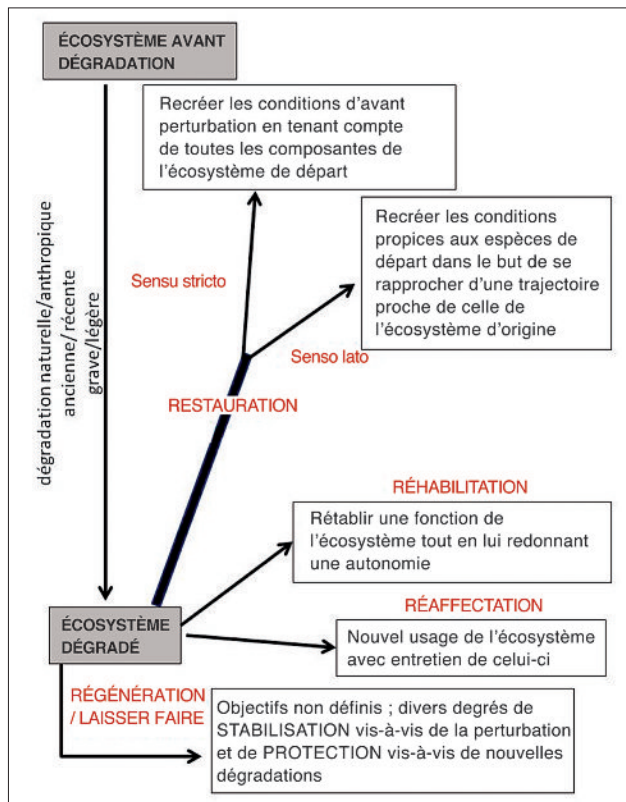 ÉCOSYSTÈME AVANT
DÉGRADATION
Recréer les conditions d'avant
perturbation en tenant compte
de toutes les composantes de
l'écosystème de départ
Recréer les conditions
propices aux espèces de
départ dans le but de se
rapprocher d'une trajectoire
proche de celle de
l'écosystème d'origine
dégradation naturelle/anthropique
ancienne/récente
grave/légère
Sensu stricto
Senso lato
RESTAURATION
RÉHABILITATION
Rétablir une fonction de
l'écosystème tout en lui redonnant
une autonomie
RÉAFFECTATION
Nouvel usage de l'écosystème
avec entretien de celui-ci
ÉCOSYSTÈME
DÉGRADÉ
RÉGÉNÉRATION
/ LAISSER FAIRE
Objectifs non définis ; divers degrés de
STABILISATION vis-à-vis de la perturbation
et de PROTECTION vis-à-vis de nouvelles
dégradations